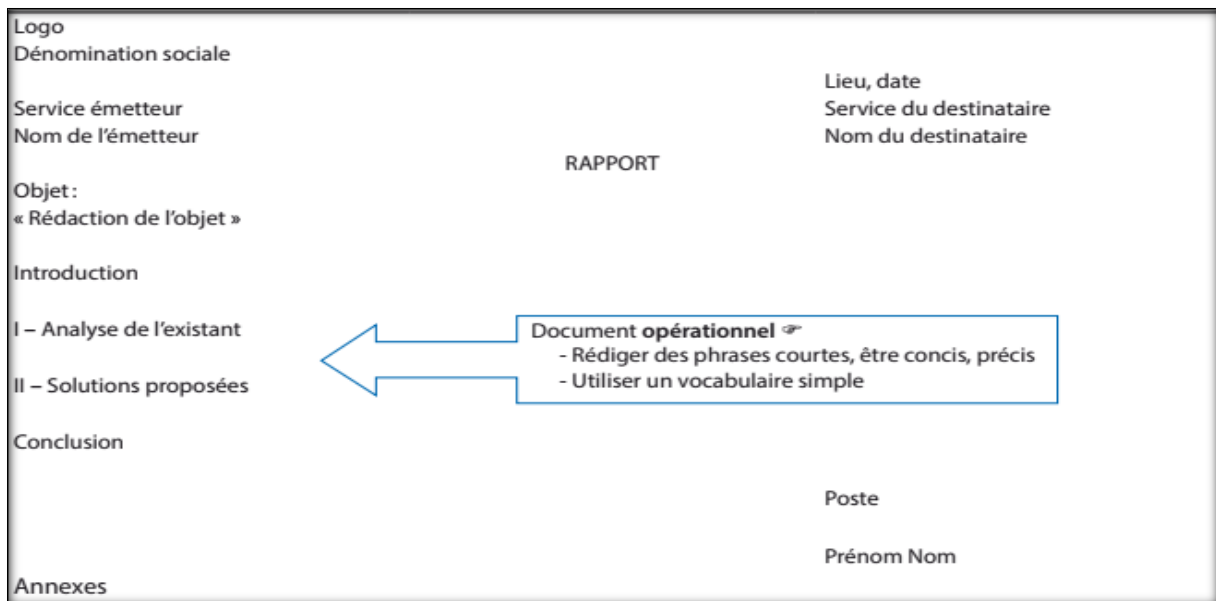 Logo
Dénomination sociale
Lieu, date
Service émetteur
Service du destinataire
Nom de l’émetteur
Nom du destinataire
RAPPORT
Objet :
« Rédaction de l’objet »
Introduction
I – Analyse de l’existant
Document opérationnel ☞
- Rédiger des phrases courtes, être concis, précis
- Utiliser un vocabulaire simple
II – Solutions proposées
Conclusion
Poste
Prénom Nom
Annexes